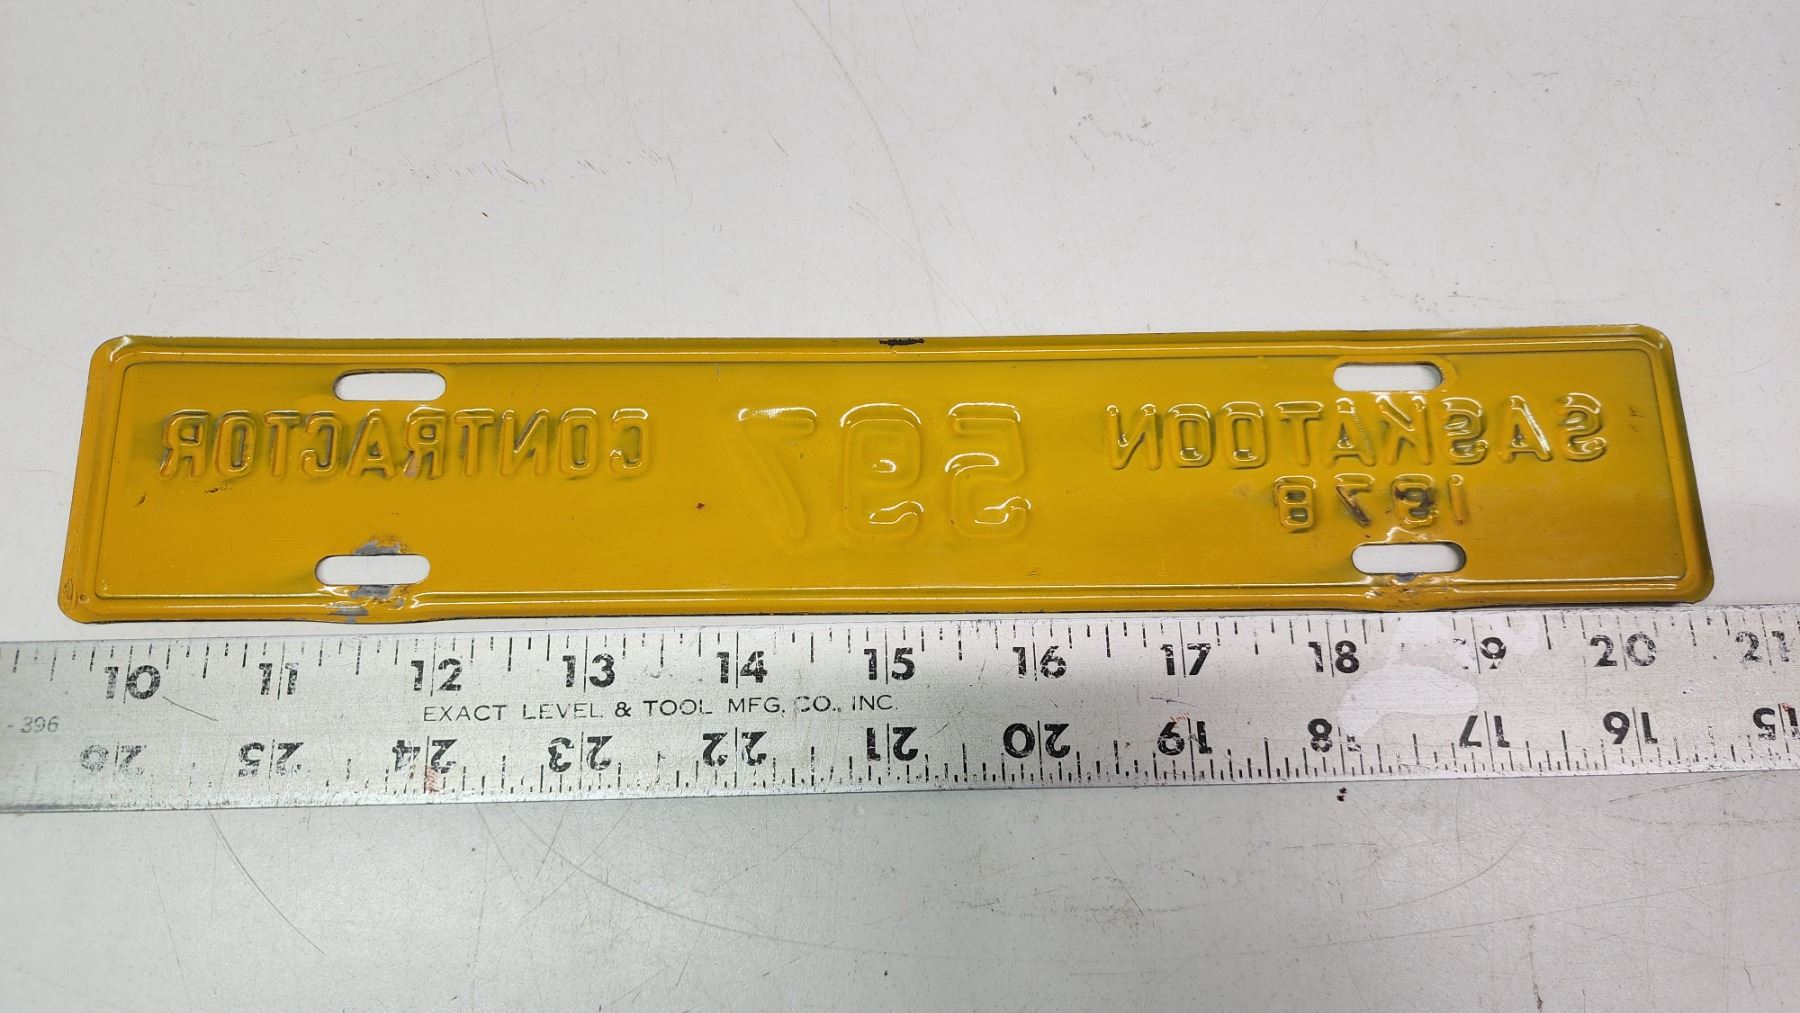 CONTRACTOR 597 SASKATOON
1978
10 11 12 13 14 15 16 17 18 19 20 21
EXACT LEVEL & TOOL MFG. CO., INC.
- 396
26 25 24 23 22 21 20 19 18 17 16 15